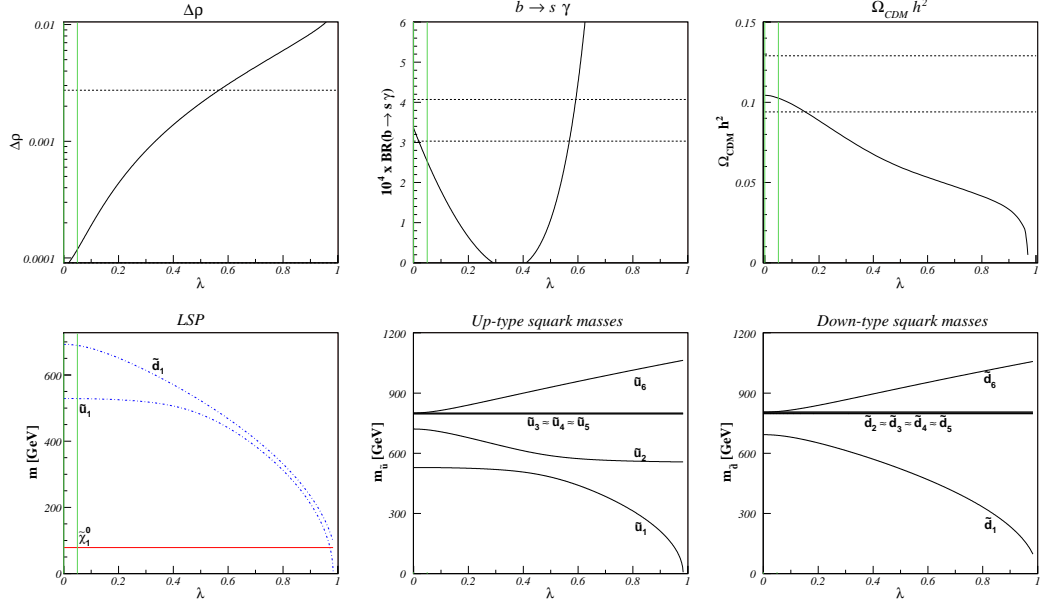 Δρ
b → s γ
Ω_CDM h²
0.01
0.001
0.0001
Δρ
0 0.2 0.4 0.6 0.8 1
λ
6
5
4
3
2
1
0
10⁴ x BR(b → s γ)
0 0.2 0.4 0.6 0.8 1
λ
0.15
0.1
0.05
0
Ω_CDM h²
0 0.2 0.4 0.6 0.8 1
λ
LSP
Up-type squark masses
Down-type squark masses
600
400
200
0
m [GeV]
d̃₁
ũ₁
χ̃₁⁰
0 0.2 0.4 0.6 0.8 1
λ
1200
900
600
300
0
m_ũ [GeV]
ũ₆
ũ₃ ≈ ũ₄ ≈ ũ₅
ũ₂
ũ₁
0 0.2 0.4 0.6 0.8 1
λ
1200
900
600
300
0
m_d̃ [GeV]
d̃₆
d̃₂ ≈ d̃₃ ≈ d̃₄ ≈ d̃₅
d̃₁
0 0.2 0.4 0.6 0.8 1
λ